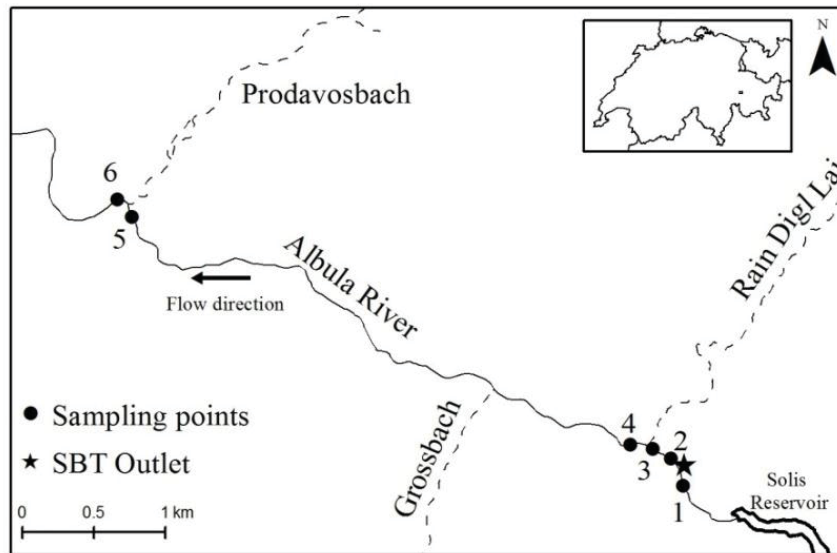 N
Prodavosbach
6
5
Rain Digl Lai
Albula River
Flow direction
Sampling points
SBT Outlet
Grossbach
4
2
3
1
Solis
Reservoir
0 0.5 1 km